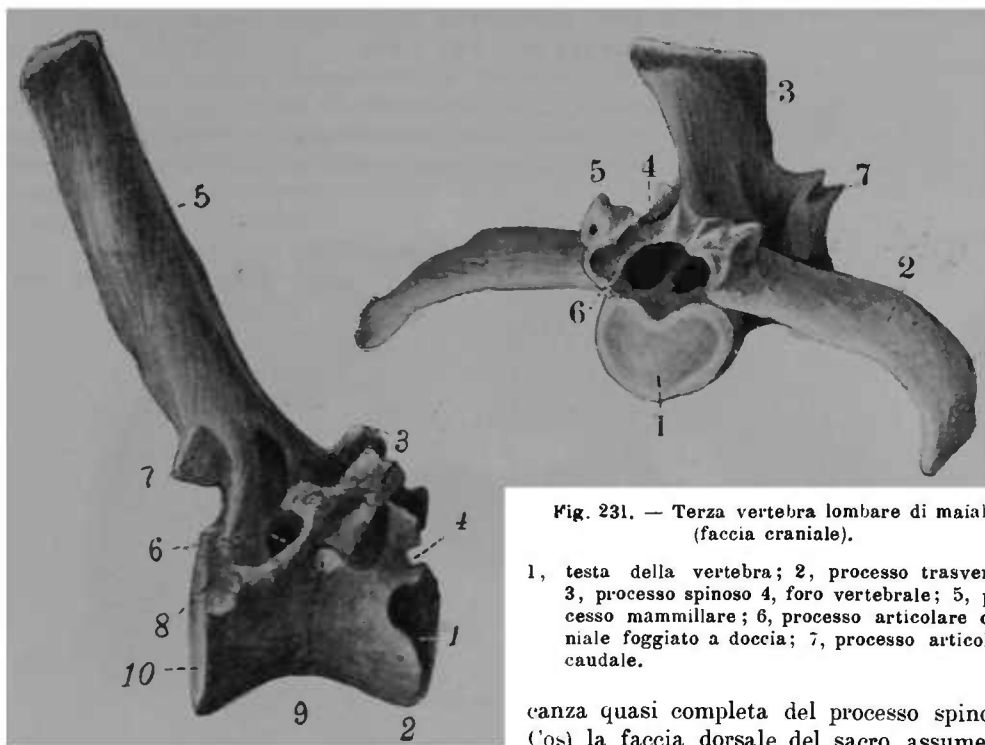 3
5 4 7
5
2
6
1
3
7
4
6
8
1
10
9 2
Fig. 231. — Terza vertebra lombare di maial
(faccia craniale).
1, testa della vertebra; 2, processo trasver
3, processo spinoso 4, foro vertebrale; 5, p
cesso mammillare; 6, processo articolare
niale foggiato a doccia; 7, processo articol
caudale.
canza quasi completa del processo spino
la faccia dorsale del sacro assume